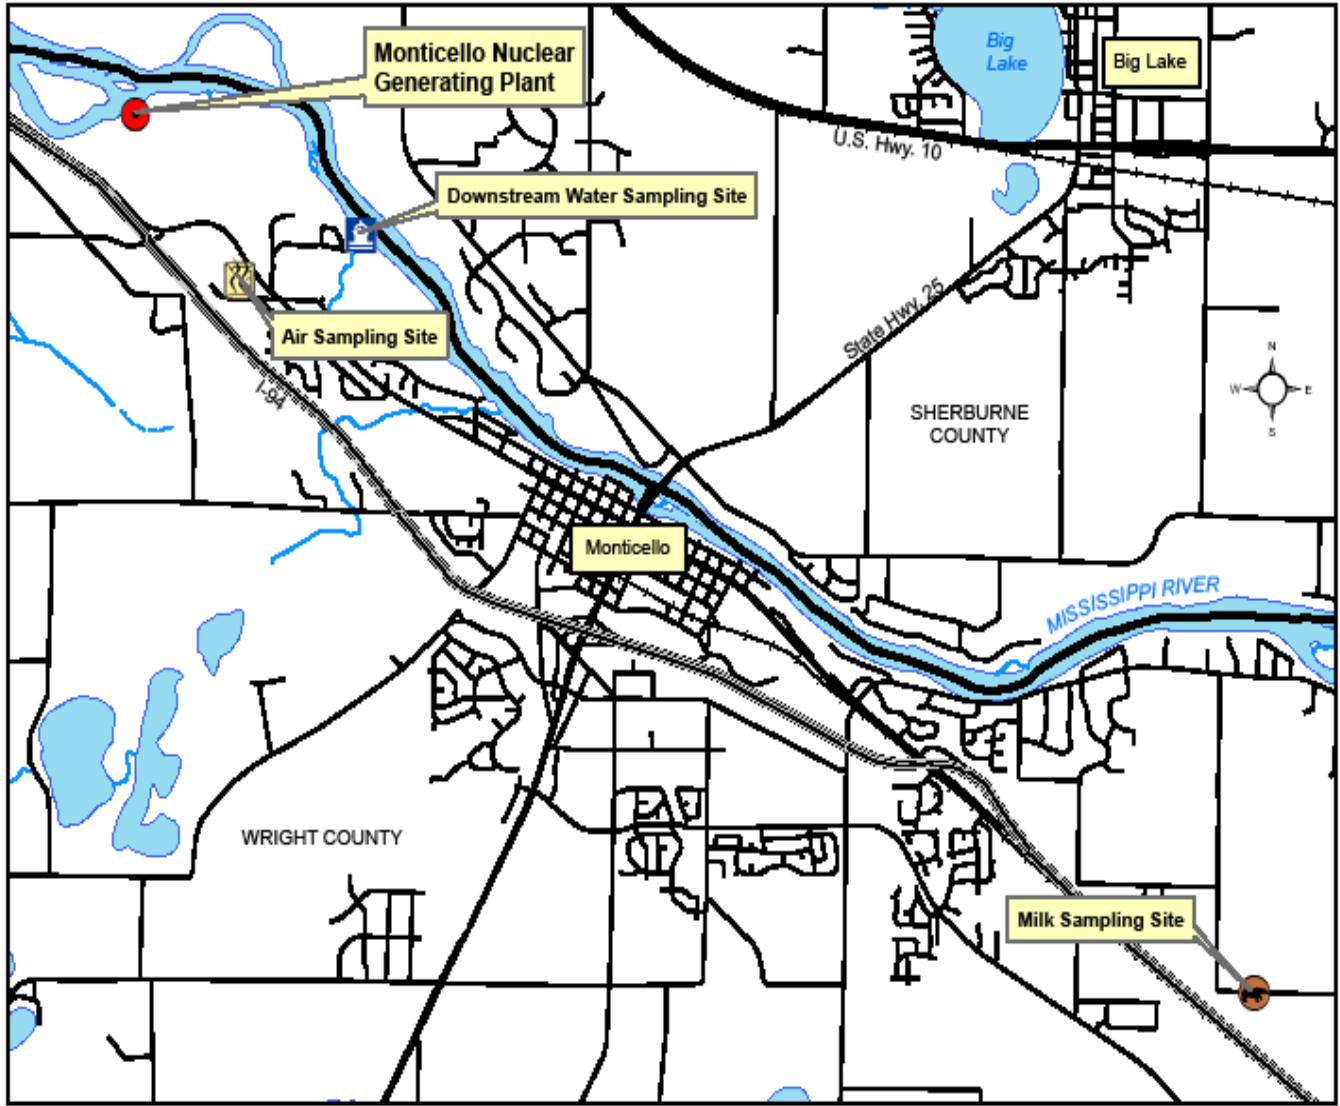 Monticello Nuclear
Generating Plant
Big
Lake
Big Lake
U.S. Hwy. 10
Downstream Water Sampling Site
State Hwy. 25
Air Sampling Site
I-94
N
W
E
S
SHERBURNE
COUNTY
Monticello
MISSISSIPPI RIVER
WRIGHT COUNTY
Milk Sampling Site